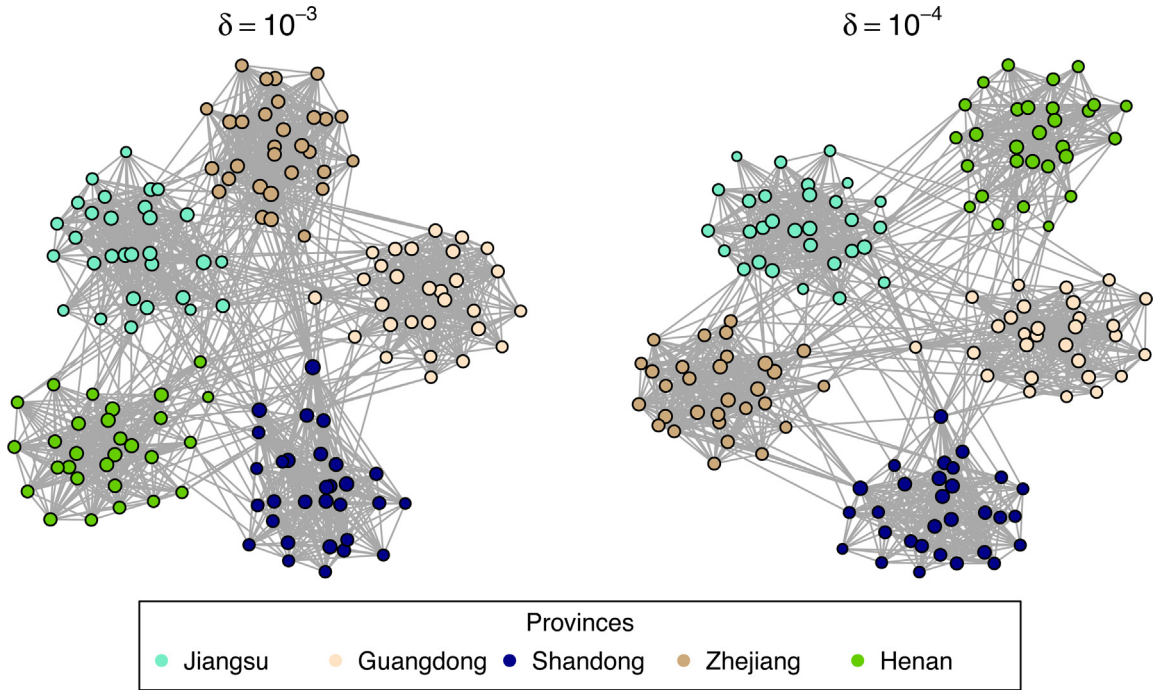 δ = 10⁻³
δ = 10⁻⁴
Provinces
Jiangsu Guangdong Shandong Zhejiang Henan